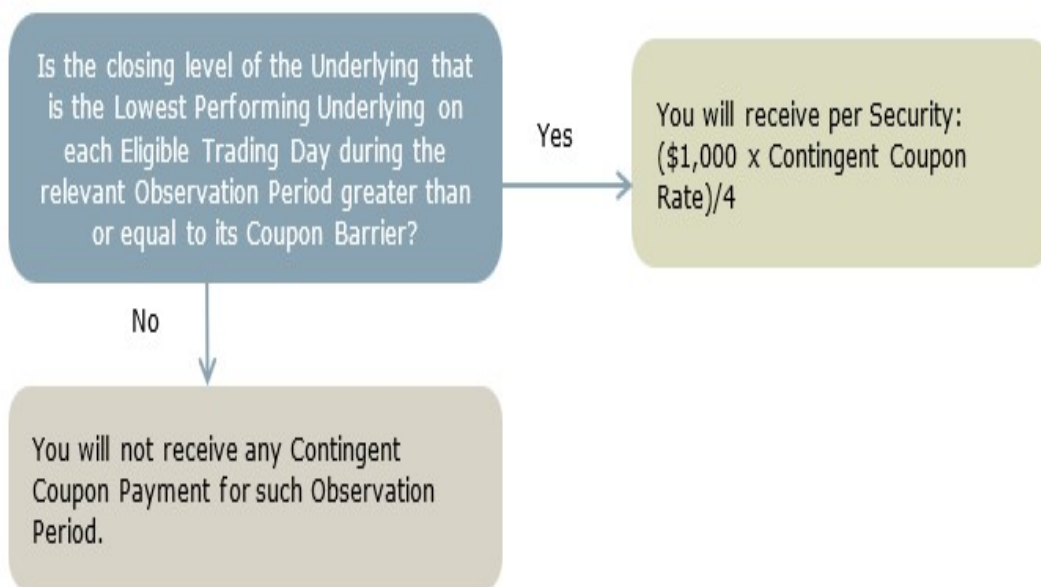 Is the closing level of the Underlying that
is the Lowest Performing Underlying on
each Eligible Trading Day during the
relevant Observation Period greater than
or equal to its Coupon Barrier?
Yes
You will receive per Security:
($1,000 x Contingent Coupon
Rate)/4
No
You will not receive any Contingent
Coupon Payment for such Observation
Period.